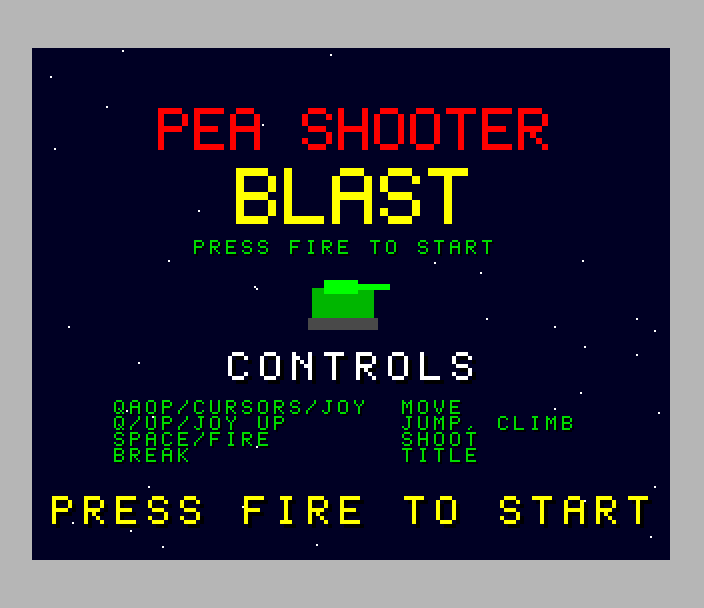 PEA SHOOTER
BLAST
PRESS FIRE TO START
CONTROLS
QAOP/CURSORS/JOY MOVE
Q/UP/JOY UP JUMP, CLIMB
SPACE/FIRE SHOOT
BREAK TITLE
PRESS FIRE TO START